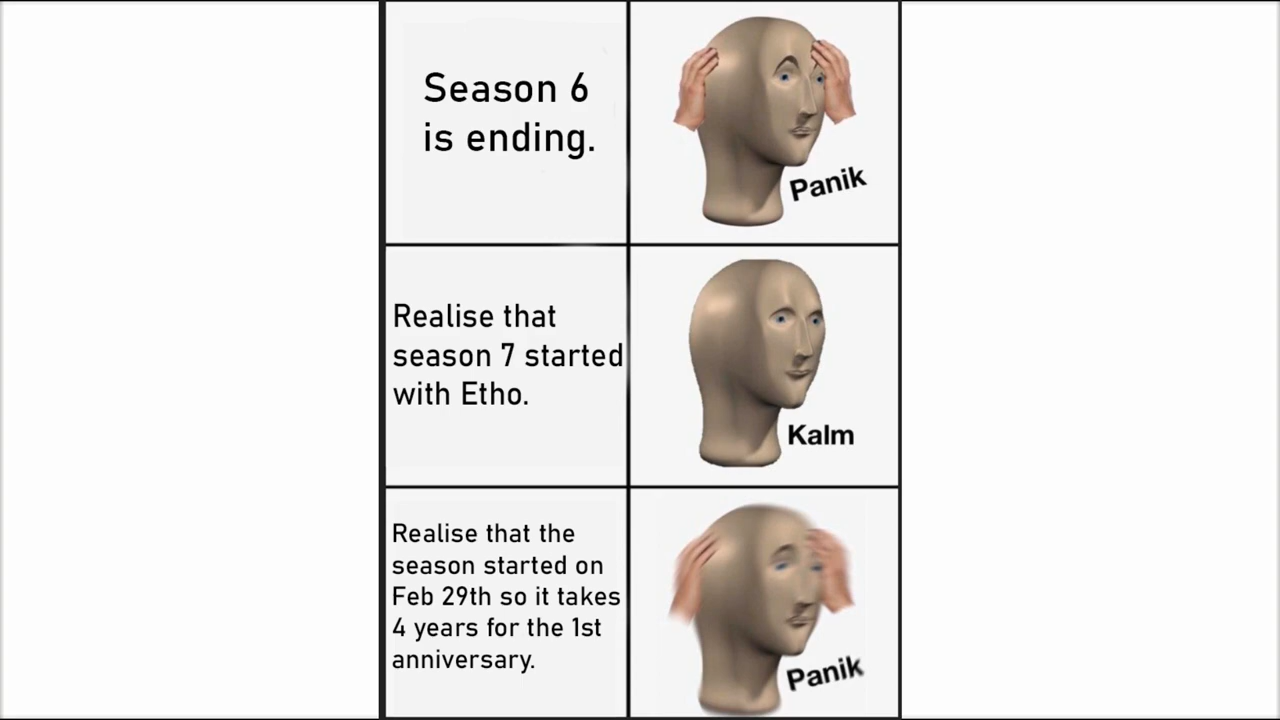 Season 6
is ending.
Panik
Realise that
season 7 started
with Etho.
Kalm
Realise that the
season started on
Feb 29th so it takes
4 years for the 1st
anniversary.
Panik